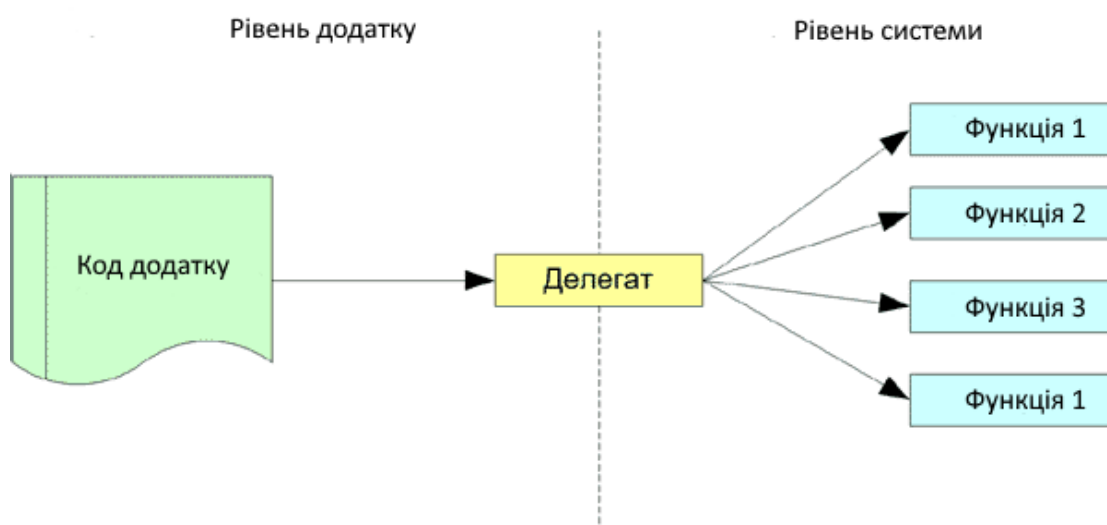 Рівень додатку
Рівень системи
Функція 1
Функція 2
Код додатку
Делегат
Функція 3
Функція 1